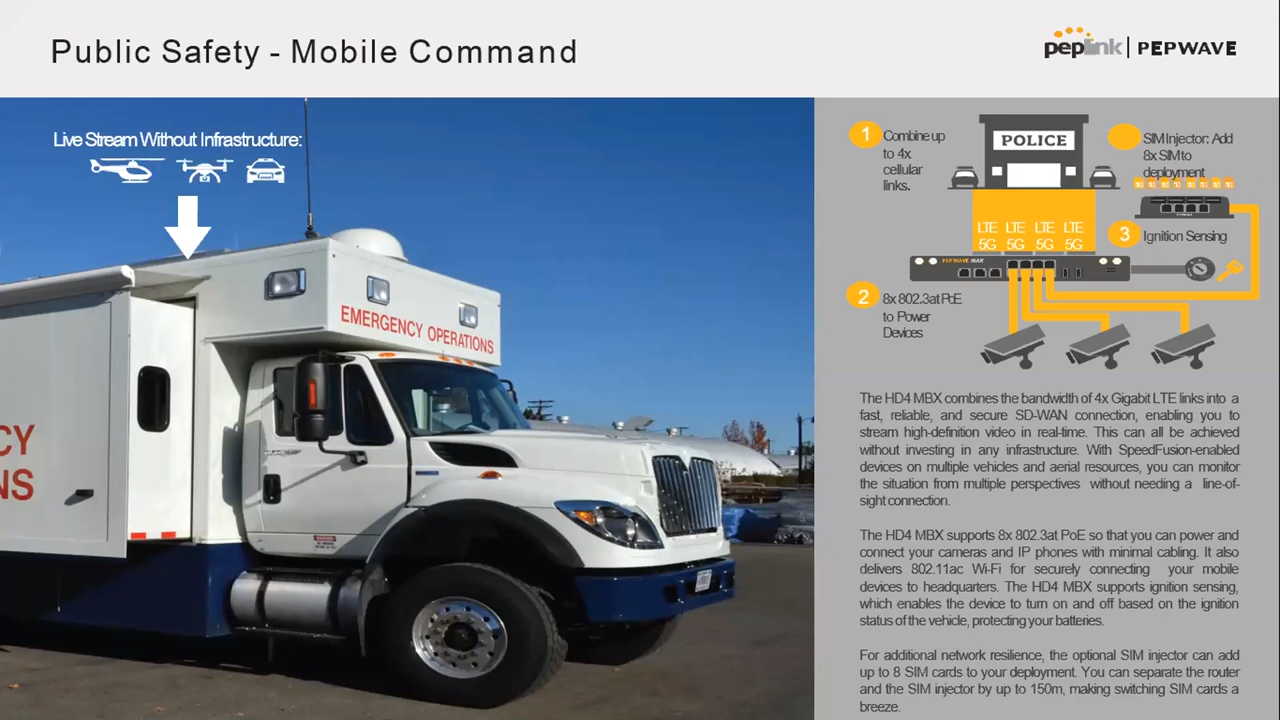 Public Safety - Mobile Command
peplink | PEPWAVE
Live Stream Without Infrastructure:
EMERGENCY OPERATIONS
CY
NS
1
Combine up
to 4x
cellular
links.
POLICE
SIM Injector: Add
8x SIM to
deployment
LTE LTE LTE LTE
5G 5G 5G 5G
3
Ignition Sensing
PEPWAVE MAX
2
8x 802.3at PoE
to Power
Devices
The HD4 MBX combines the bandwidth of 4x Gigabit LTE links into a
fast, reliable, and secure SD-WAN connection, enabling you to
stream high-definition video in real-time. This can all be achieved
without investing in any infrastructure. With SpeedFusion-enabled
devices on multiple vehicles and aerial resources, you can monitor
the situation from multiple perspectives without needing a line-of-
sight connection.
The HD4 MBX supports 8x 802.3at PoE so that you can power and
connect your cameras and IP phones with minimal cabling. It also
delivers 802.11ac Wi-Fi for securely connecting your mobile
devices to headquarters. The HD4 MBX supports ignition sensing,
which enables the device to turn on and off based on the ignition
status of the vehicle, protecting your batteries.
For additional network resilience, the optional SIM injector can add
up to 8 SIM cards to your deployment. You can separate the router
and the SIM injector by up to 150m, making switching SIM cards a
breeze.